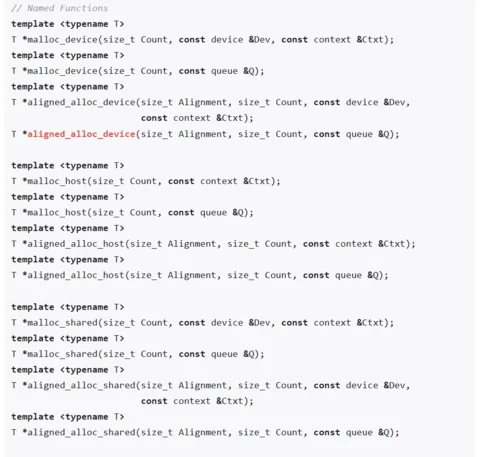 // Named Functions
template <typename T>
T *malloc_device(size_t Count, const device &Dev, const context &Ctxt);
template <typename T>
T *malloc_device(size_t Count, const queue &Q);
template <typename T>
T *aligned_alloc_device(size_t Alignment, size_t Count, const device &Dev,
const context &Ctxt);
T *aligned_alloc_device(size_t Alignment, size_t Count, const queue &Q);
template <typename T>
T *malloc_host(size_t Count, const context &Ctxt);
template <typename T>
T *malloc_host(size_t Count, const queue &Q);
template <typename T>
T *aligned_alloc_host(size_t Alignment, size_t Count, const context &Ctxt);
template <typename T>
T *aligned_alloc_host(size_t Alignment, size_t Count, const queue &Q);
template <typename T>
T *malloc_shared(size_t Count, const device &Dev, const context &Ctxt);
template <typename T>
T *malloc_shared(size_t Count, const queue &Q);
template <typename T>
T *aligned_alloc_shared(size_t Alignment, size_t Count, const device &Dev,
const context &Ctxt);
template <typename T>
T *aligned_alloc_shared(size_t Alignment, size_t Count, const queue &Q);